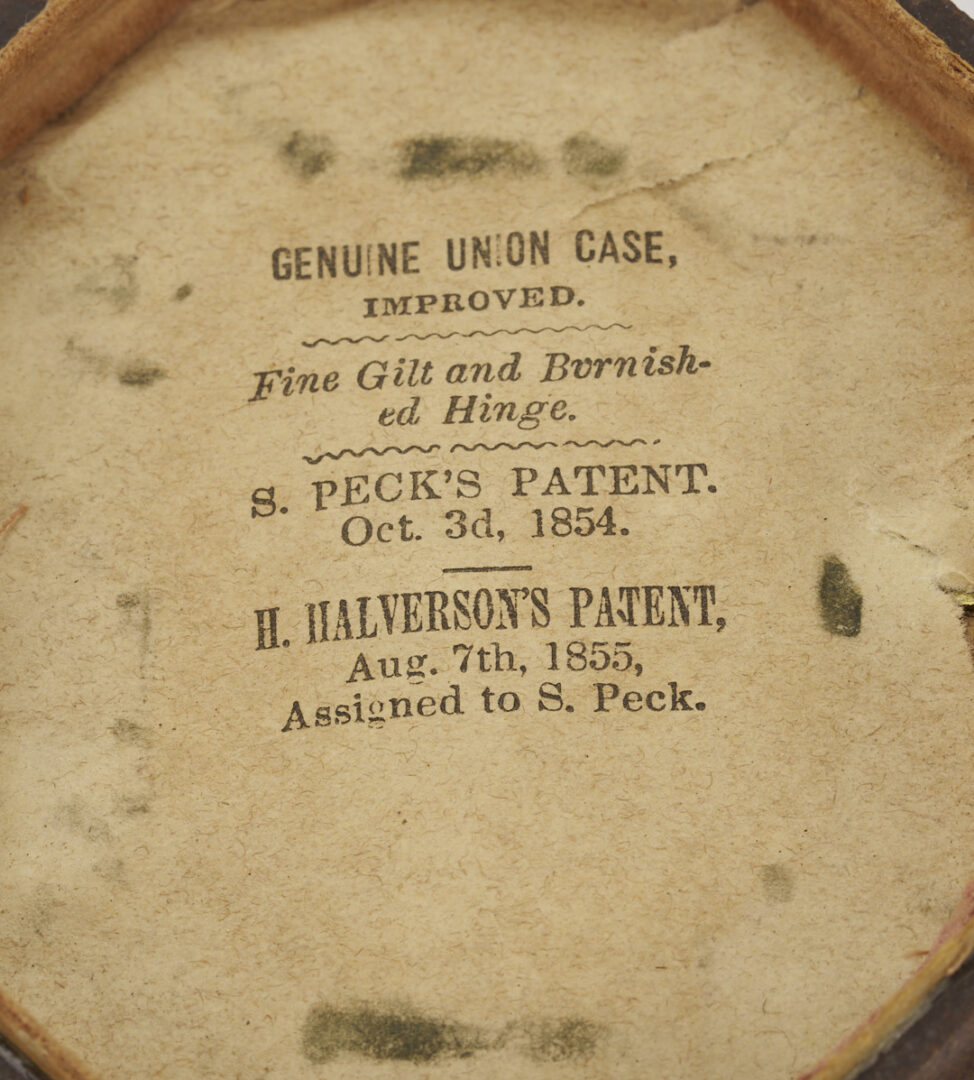 GENUINE UNION CASE,
IMPROVED.
Fine Gilt and Bvrnish-
ed Hinge.
S. PECK'S PATENT.
Oct. 3d, 1854.
H. HALVERSON'S PATENT,
Aug. 7th, 1855,
Assigned to S. Peck.